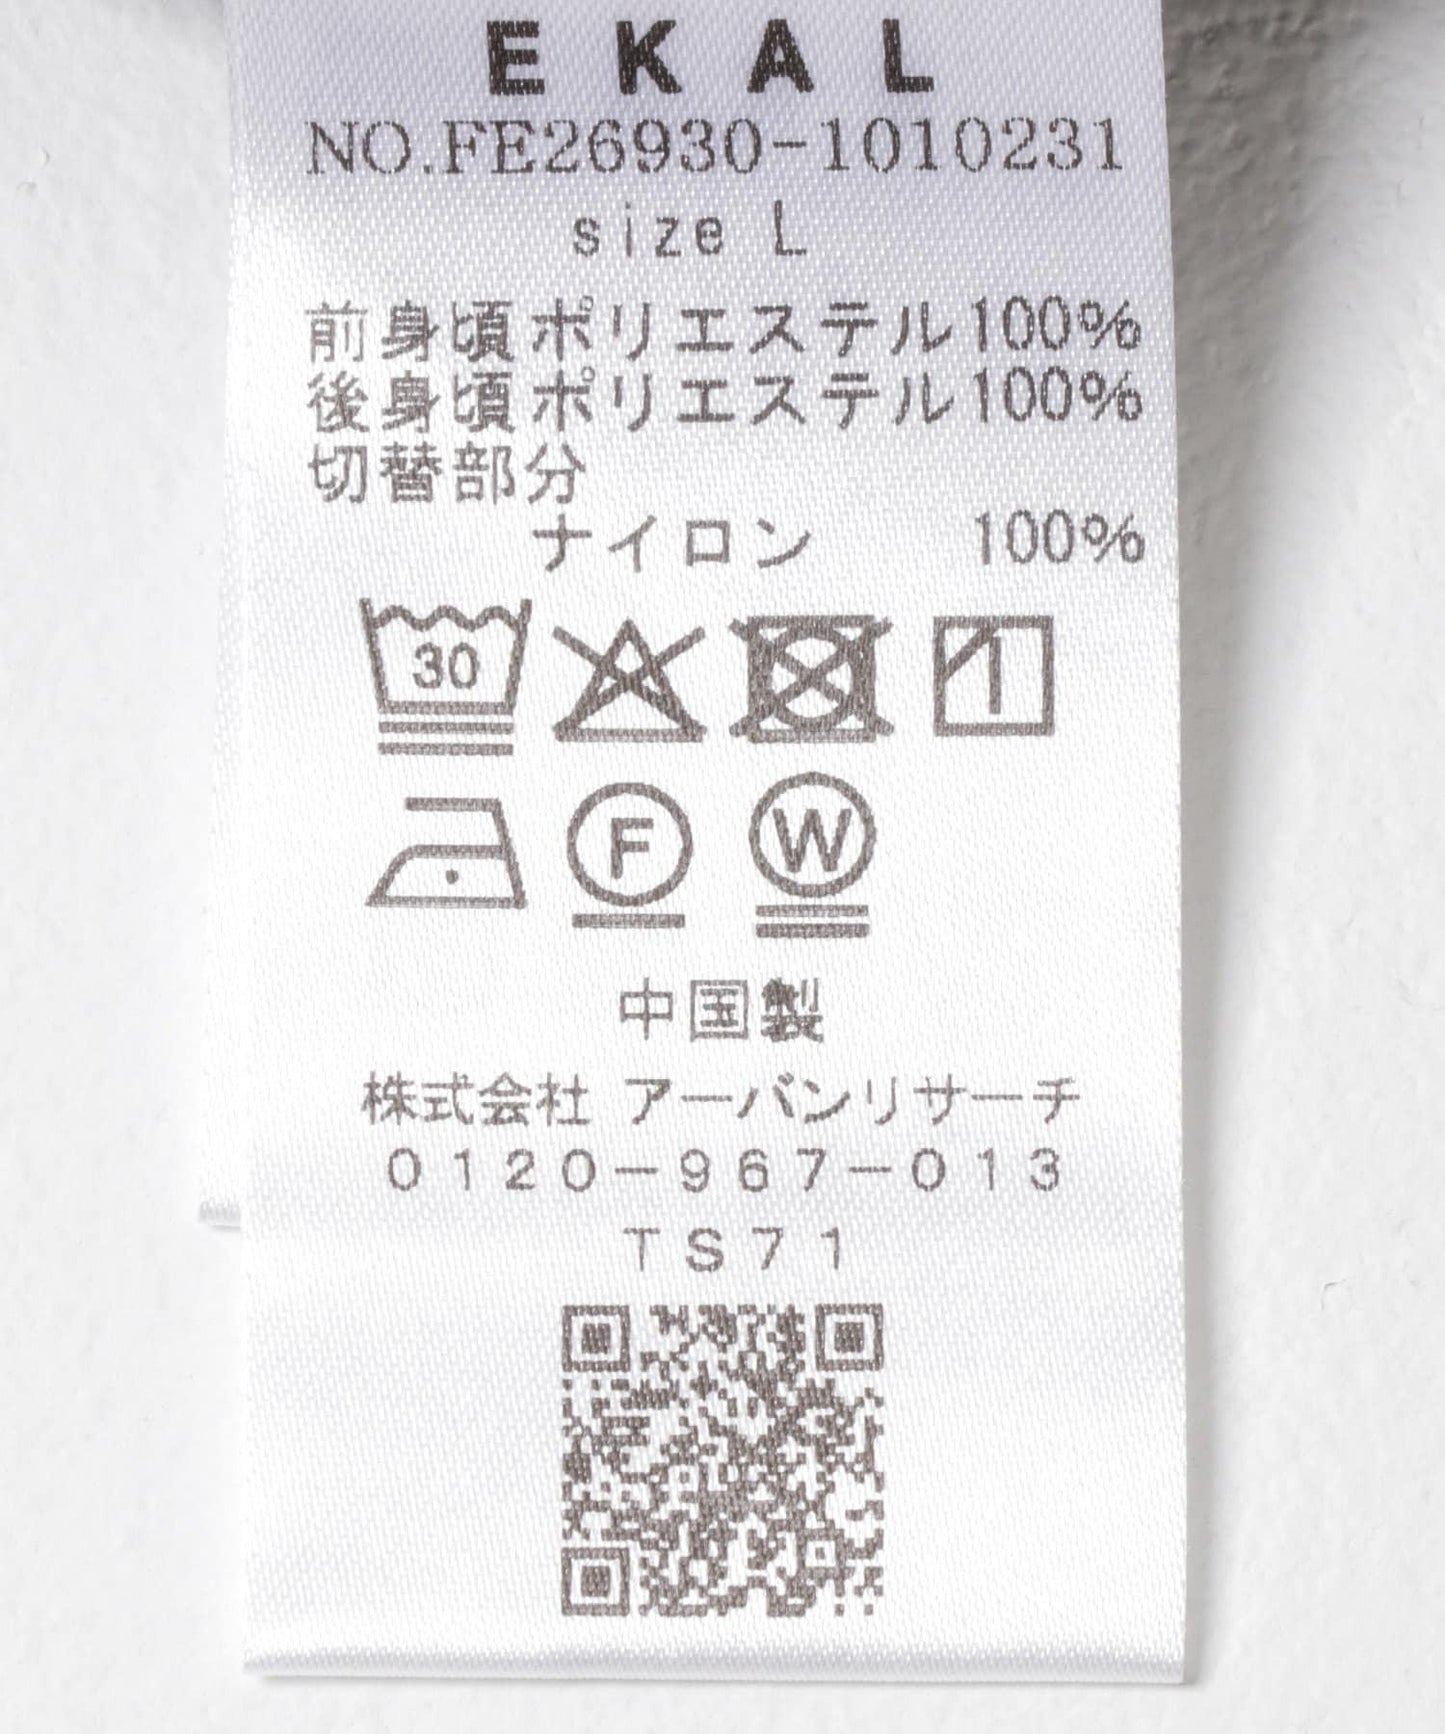 EKAL
NO.FE26930-1010231
size L
前身頃ポリエステル100%
後身頃ポリエステル100%
切替部分
ナイロン 100%
30
F
W
中国製
株式会社 アーバンリサーチ
0120-967-013
TS71